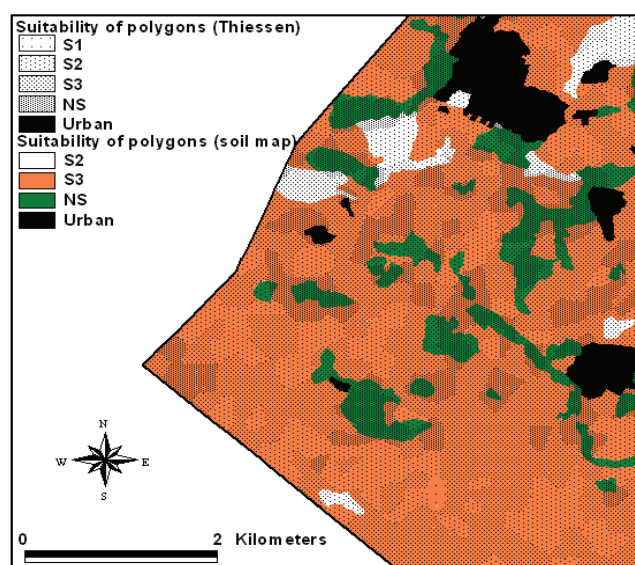 Suitability of polygons (Thiessen)
S1
S2
S3
NS
Urban
Suitability of polygons (soil map)
S2
S3
NS
Urban
N
W E
S
0 2 Kilometers